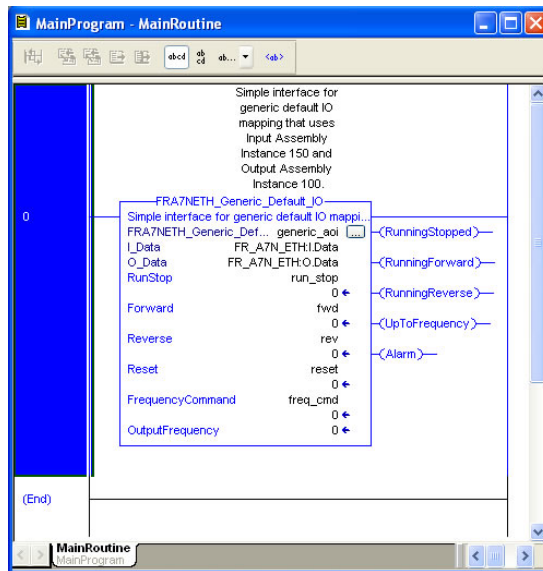 MainProgram - MainRoutine
abcd ab cd ab... <ab>
Simple interface for
generic default IO
mapping that uses
Input Assembly
Instance 150 and
Output Assembly
Instance 100.
FRA7NETH_Generic_Default_IO
0
Simple interface for generic default IO mappi...
FRA7NETH_Generic_Def... generic_aoi ... (RunningStopped)
I_Data FR_A7N_ETH:I.Data
O_Data FR_A7N_ETH:O.Data (RunningForward)
RunStop run_stop
0 (RunningReverse)
Forward fwd
0 (UpToFrequency)
Reverse rev
0 (Alarm)
Reset reset
0
FrequencyCommand freq_cmd
0
OutputFrequency 0
(End)
MainRoutine
MainProgram